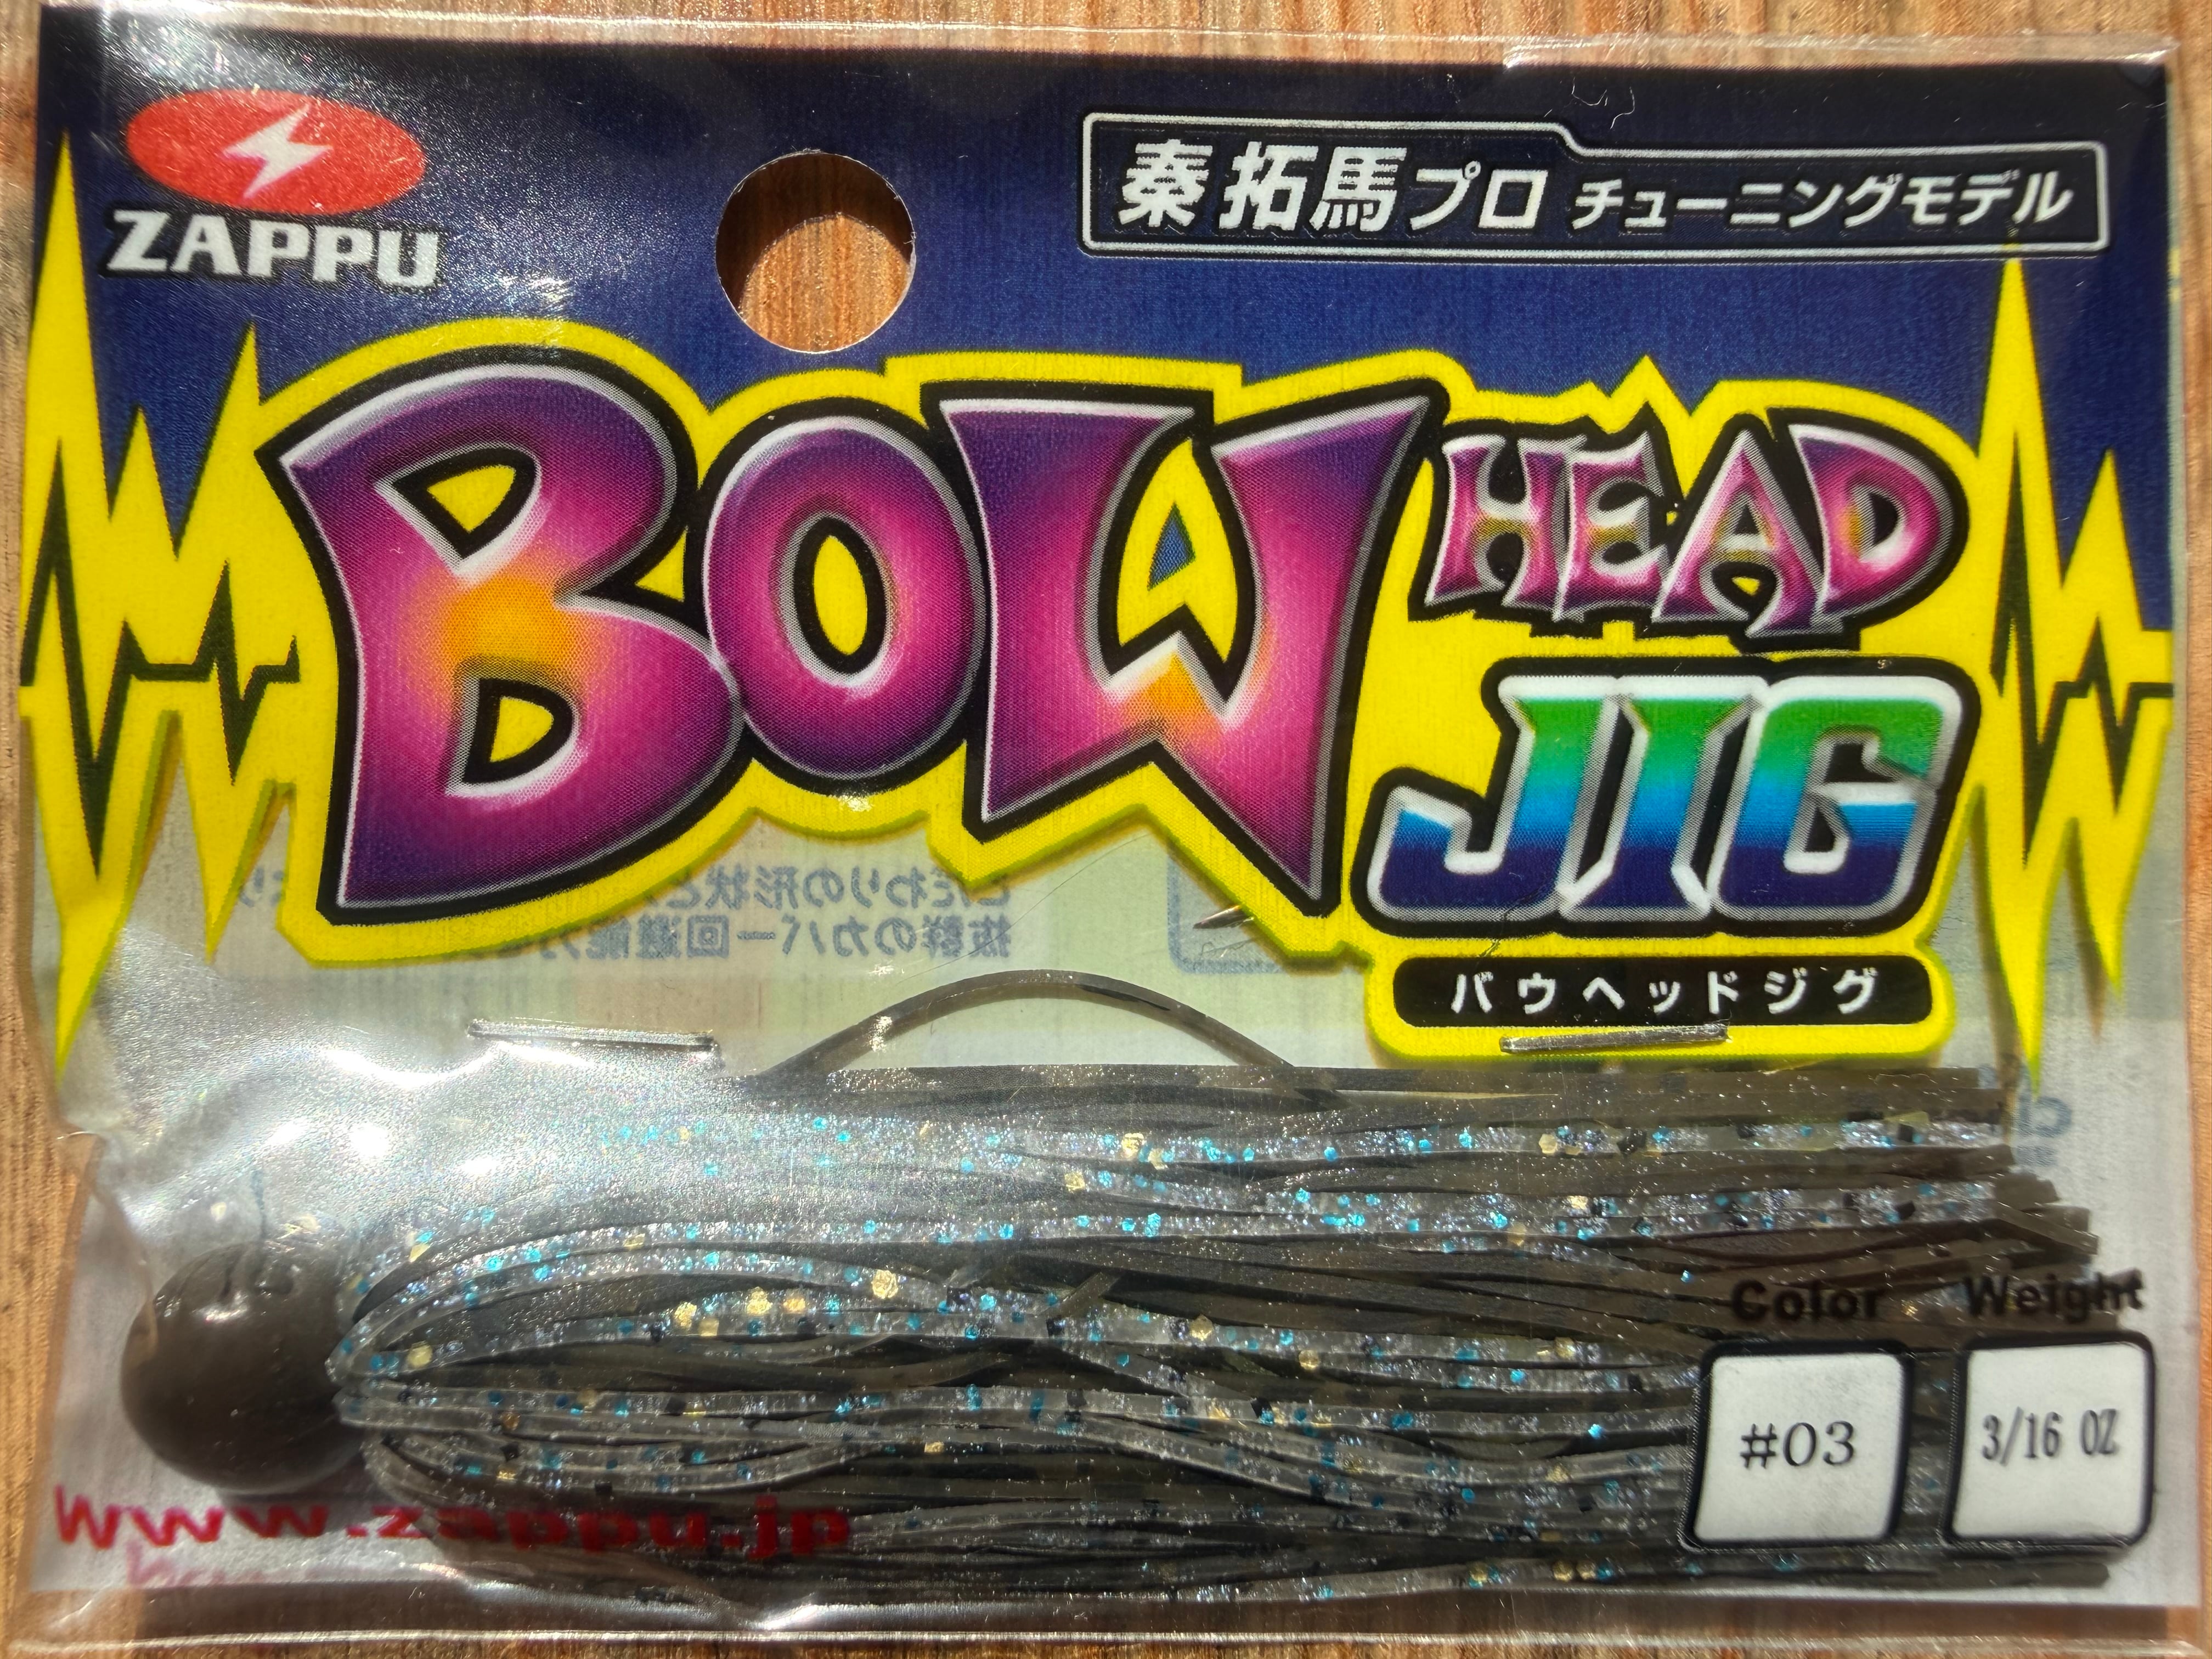 ZAPPU
秦拓馬プロ チューニングモデル
BOW HEAD JIG
バウヘッドジグ
Color Weight
#03 3/16 OZ
www.zappu.jp